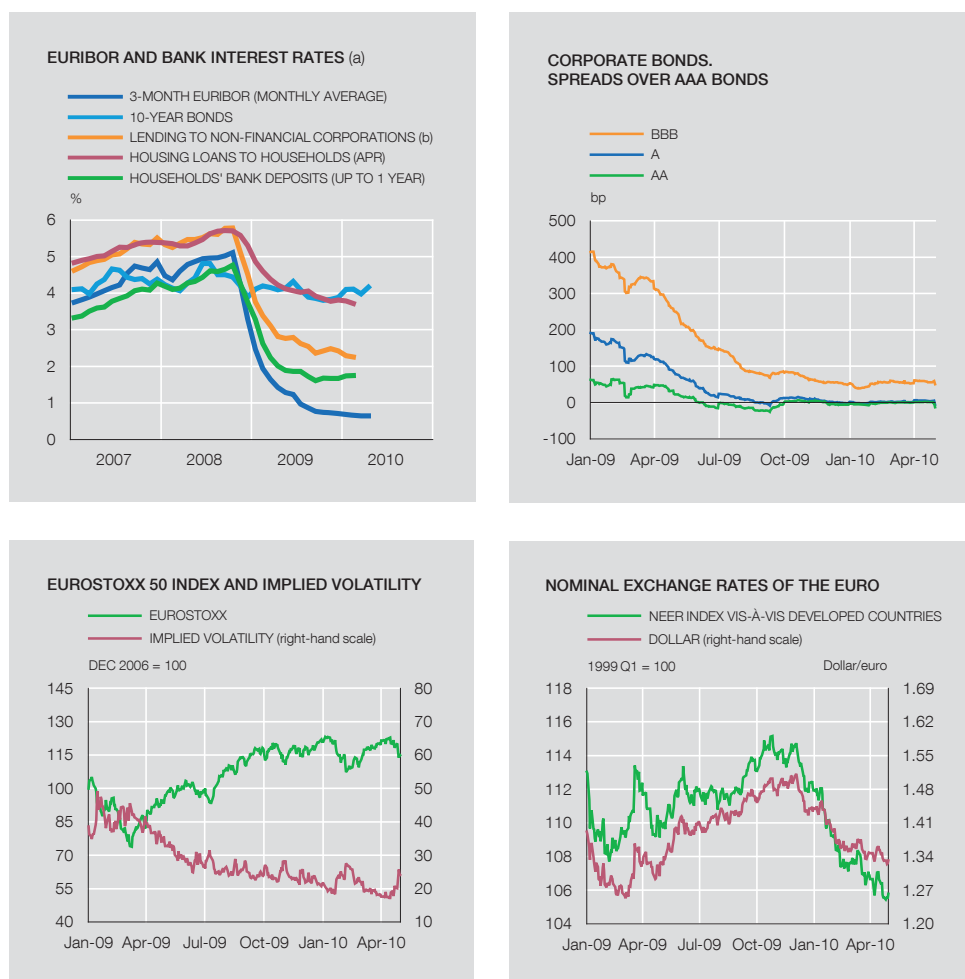 EURIBOR AND BANK INTEREST RATES (a)
3-MONTH EURIBOR (MONTHLY AVERAGE)
10-YEAR BONDS
LENDING TO NON-FINANCIAL CORPORATIONS (b)
HOUSING LOANS TO HOUSEHOLDS (APR)
HOUSEHOLDS' BANK DEPOSITS (UP TO 1 YEAR)
%
6
5
4
3
2
1
0
2007 2008 2009 2010
CORPORATE BONDS.
SPREADS OVER AAA BONDS
BBB
A
AA
bp
500
400
300
200
100
0
-100
Jan-09 Apr-09 Jul-09 Oct-09 Jan-10 Apr-10
EUROSTOXX 50 INDEX AND IMPLIED VOLATILITY
EUROSTOXX
IMPLIED VOLATILITY (right-hand scale)
DEC 2006 = 100
145 80
130 70
115 60
100 50
85 40
70 30
55 20
40 10
Jan-09 Apr-09 Jul-09 Oct-09 Jan-10 Apr-10
NOMINAL EXCHANGE RATES OF THE EURO
NEER INDEX VIS-À-VIS DEVELOPED COUNTRIES
DOLLAR (right-hand scale)
1999 Q1 = 100 Dollar/euro
118 1.69
116 1.62
114 1.55
112 1.48
110 1.41
108 1.34
106 1.27
104 1.20
Jan-09 Apr-09 Jul-09 Oct-09 Jan-10 Apr-10